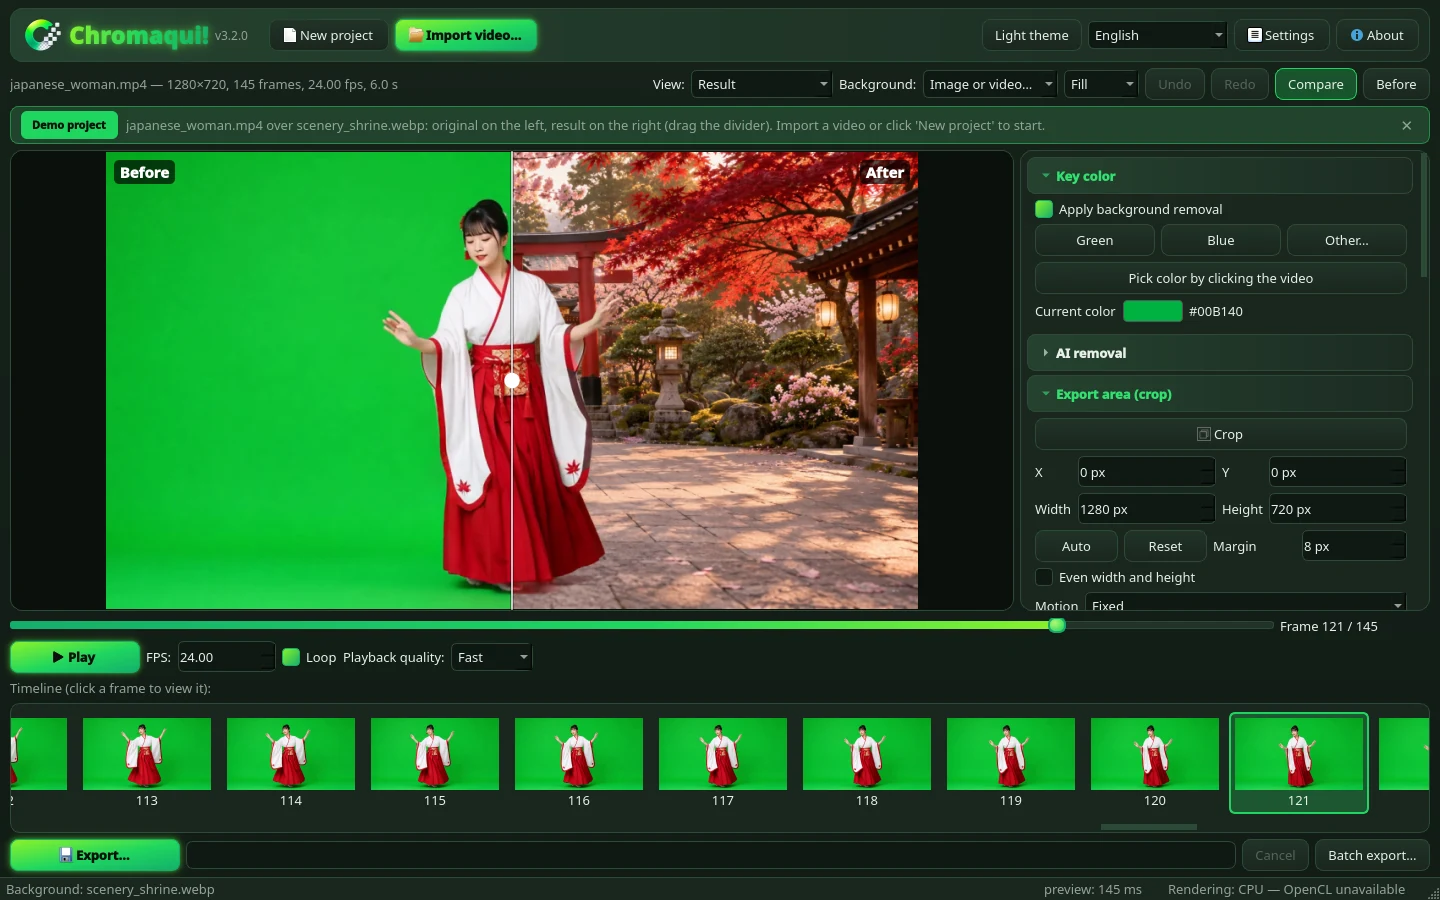 Chromaqui! v3.2.0 New project Import video... Light theme English Settings About
japanese_woman.mp4 — 1280×720, 145 frames, 24.00 fps, 6.0 s View: Result Background: Image or video... Fill Undo Redo Compare Before
Demo project japanese_woman.mp4 over scenery_shrine.webp: original on the left, result on the right (drag the divider). Import a video or click 'New project' to start.
Before After
Key color
Apply background removal
Green Blue Other...
Pick color by clicking the video
Current color #00B140
AI removal
Export area (crop)
Crop
X 0 px Y 0 px
Width 1280 px Height 720 px
Auto Reset Margin 8 px
Even width and height
Motion Fixed
Frame 121 / 145
Play FPS: 24.00 Loop Playback quality: Fast
Timeline (click a frame to view it):
2 113 114 115 116 117 118 119 120 121
Export... Cancel Batch export...
Background: scenery_shrine.webp preview: 145 ms Rendering: CPU — OpenCL unavailable